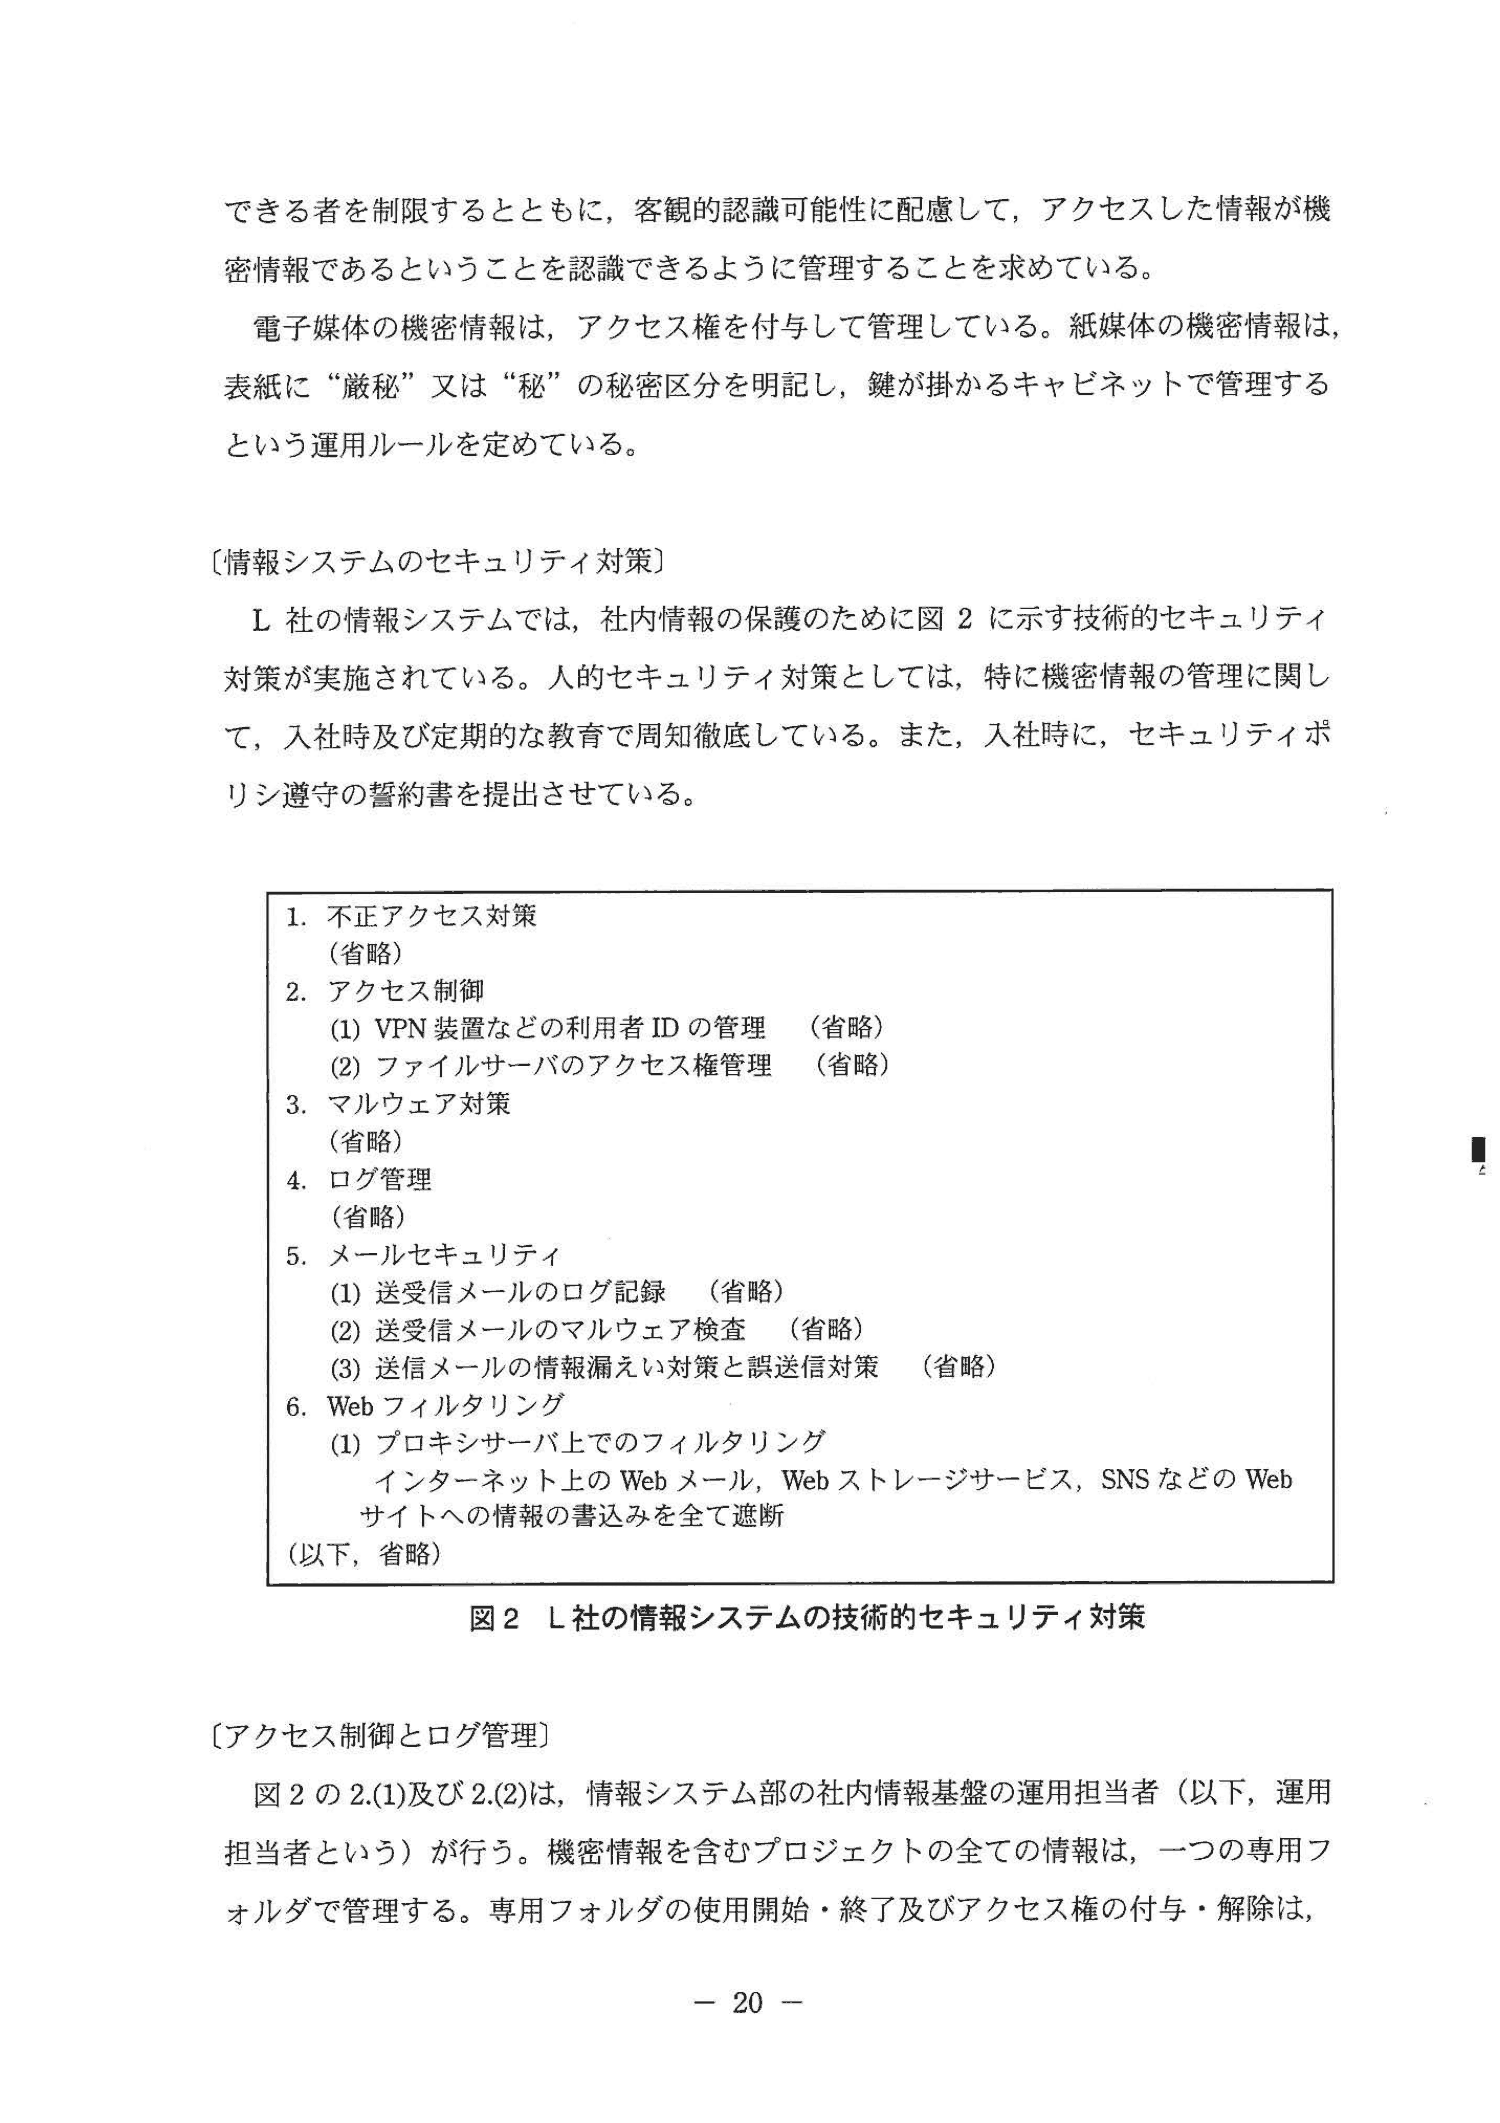 できる者を制限するとともに，客観的認識可能性に配慮して，アクセスした情報が機
密情報であるということを認識できるように管理することを求めている。
電子媒体の機密情報は，アクセス権を付与して管理している。紙媒体の機密情報は，
表紙に“厳秘”又は“秘”の秘密区分を明記し，鍵が掛かるキャビネットで管理する
という運用ルールを定めている。
〔情報システムのセキュリティ対策〕
L 社の情報システムでは，社内情報の保護のために図 2 に示す技術的セキュリティ
対策が実施されている。人的セキュリティ対策としては，特に機密情報の管理に関し
て，入社時及び定期的な教育で周知徹底している。また，入社時に，セキュリティポ
リシ遵守の誓約書を提出させている。
1. 不正アクセス対策
（省略）
2. アクセス制御
(1) VPN 装置などの利用者 ID の管理　（省略）
(2) ファイルサーバのアクセス権管理　（省略）
3. マルウェア対策
（省略）
4. ログ管理
（省略）
5. メールセキュリティ
(1) 送受信メールのログ記録　（省略）
(2) 送受信メールのマルウェア検査　（省略）
(3) 送信メールの情報漏えい対策と誤送信対策　（省略）
6. Web フィルタリング
(1) プロキシサーバ上でのフィルタリング
インターネット上の Web メール，Web ストレージサービス，SNS などの Web
サイトへの情報の書込みを全て遮断
（以下，省略）
図2　L社の情報システムの技術的セキュリティ対策
〔アクセス制御とログ管理〕
図 2 の 2.(1)及び 2.(2)は，情報システム部の社内情報基盤の運用担当者（以下，運用
担当者という）が行う。機密情報を含むプロジェクトの全ての情報は，一つの専用フ
ォルダで管理する。専用フォルダの使用開始・終了及びアクセス権の付与・解除は，
－ 20 －